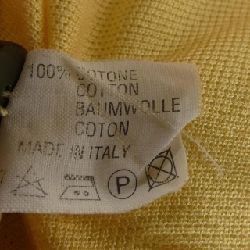 100% COTONE
COTTON
BAUMWOLLE
COTON
MADE IN ITALY
P